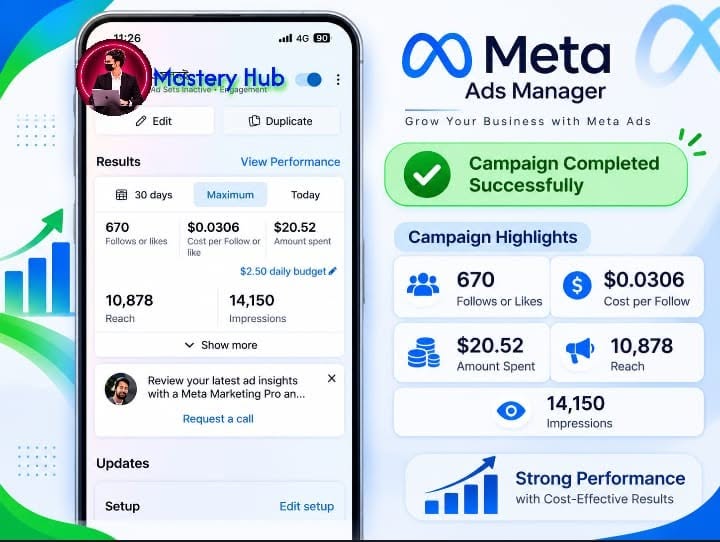 11:26
4G 90
Mastery Hub
Ad Sets Inactive • Engagement
Edit
Duplicate
Results
View Performance
30 days
Maximum
Today
670
$0.0306
$20.52
Follows or likes
Cost per Follow or
like
Amount spent
$2.50 daily budget
10,878
14,150
Reach
Impressions
Show more
Review your latest ad insights
with a Meta Marketing Pro an...
Request a call
Updates
Setup
Edit setup
Meta
Ads Manager
Grow Your Business with Meta Ads
Campaign Completed
Successfully
Campaign Highlights
670
Follows or Likes
$0.0306
Cost per Follow
$20.52
Amount Spent
10,878
Reach
14,150
Impressions
Strong Performance
with Cost-Effective Results